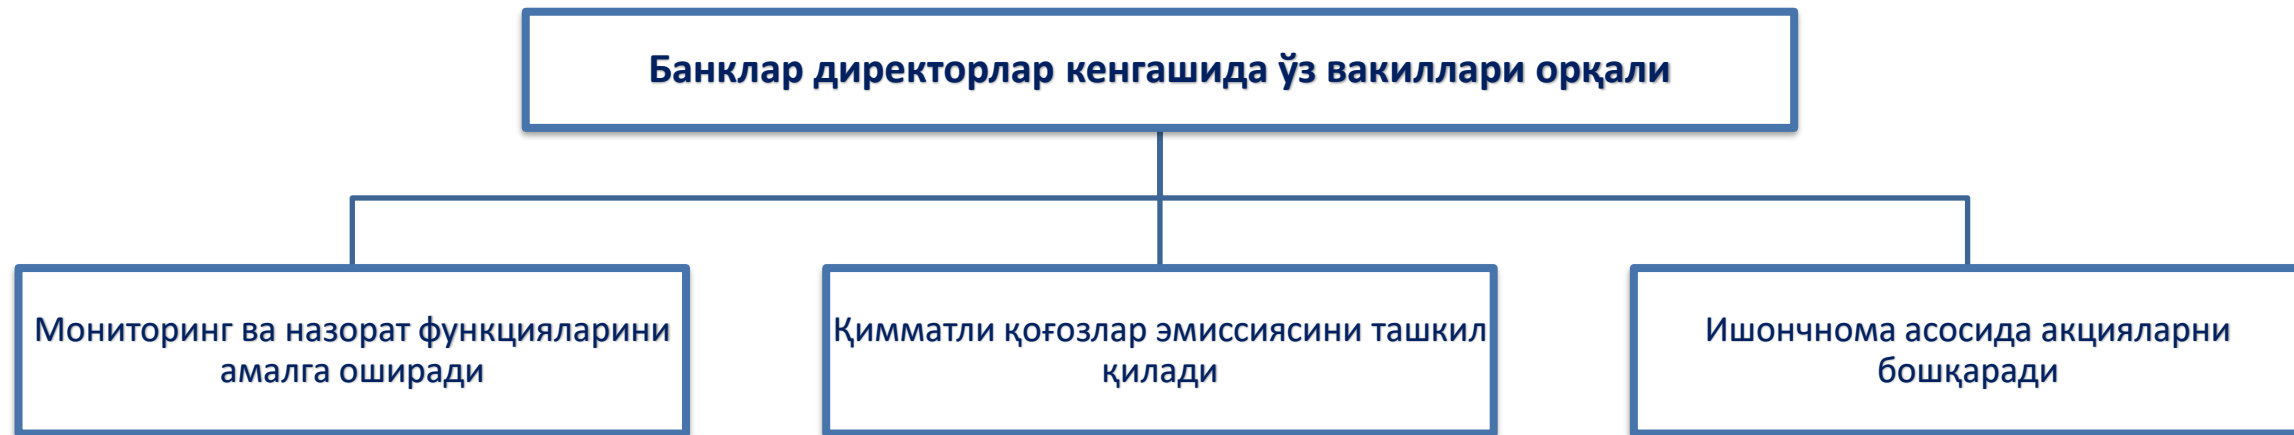 Банклар директорлар кенгашида ўз вакиллари орқали
Мониторинг ва назорат функцияларини
амалга оширади
Қимматли қоғозлар эмиссиясини ташкил
қилади
Ишончнома асосида акцияларни
бошқаради